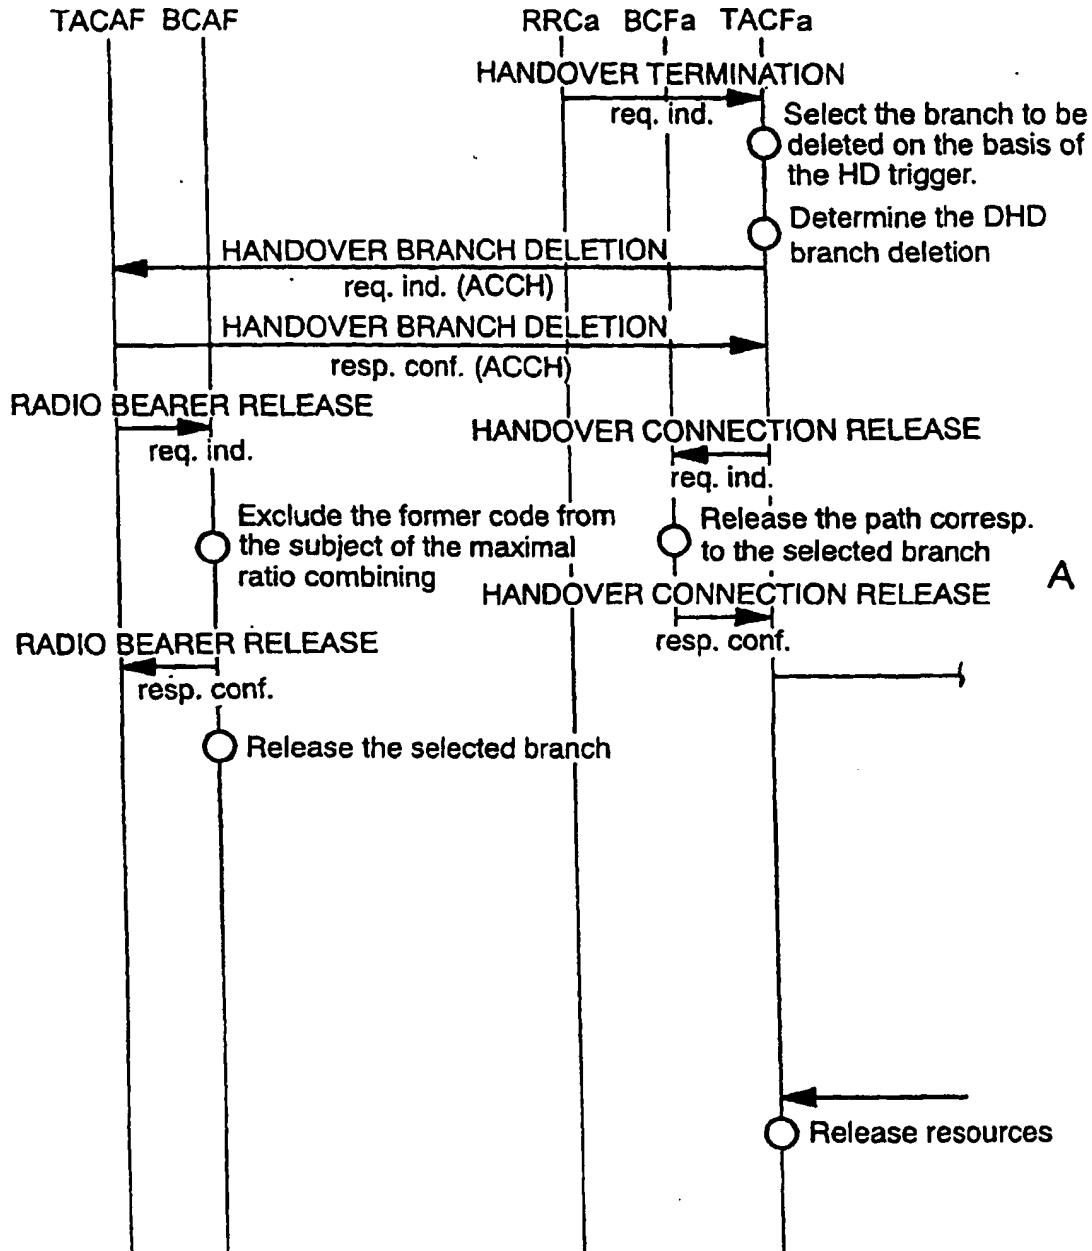 TACAF BCAF RRCa BCFa TACFa
HANDOVER TERMINATION
req. ind.
Select the branch to be
deleted on the basis of
the HD trigger.
Determine the DHD
branch deletion
HANDOVER BRANCH DELETION
req. ind. (ACCH)
HANDOVER BRANCH DELETION
resp. conf. (ACCH)
RADIO BEARER RELEASE
req. ind.
HANDOVER CONNECTION RELEASE
req. ind.
Exclude the former code from
the subject of the maximal
ratio combining
Release the path corresp.
to the selected branch
A
HANDOVER CONNECTION RELEASE
resp. conf.
RADIO BEARER RELEASE
resp. conf.
Release the selected branch
Release resources